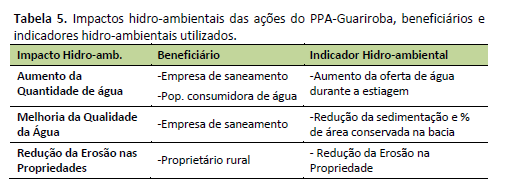 Tabela 5. Impactos hidro-ambientais das ações do PPA-Guariroba, beneficiários e
indicadores hidro-ambientais utilizados.
Impacto Hidro-amb. Beneficiário Indicador Hidro-ambiental
Aumento da Quantidade de água -Empresa de saneamento -Pop. consumidora de água -Aumento da oferta de água durante a estiagem
Melhoria da Qualidade da Água -Empresa de saneamento -Redução da sedimentação e % de área conservada na bacia
Redução da Erosão nas Propriedades -Proprietário rural - Redução da Erosão na Propriedade